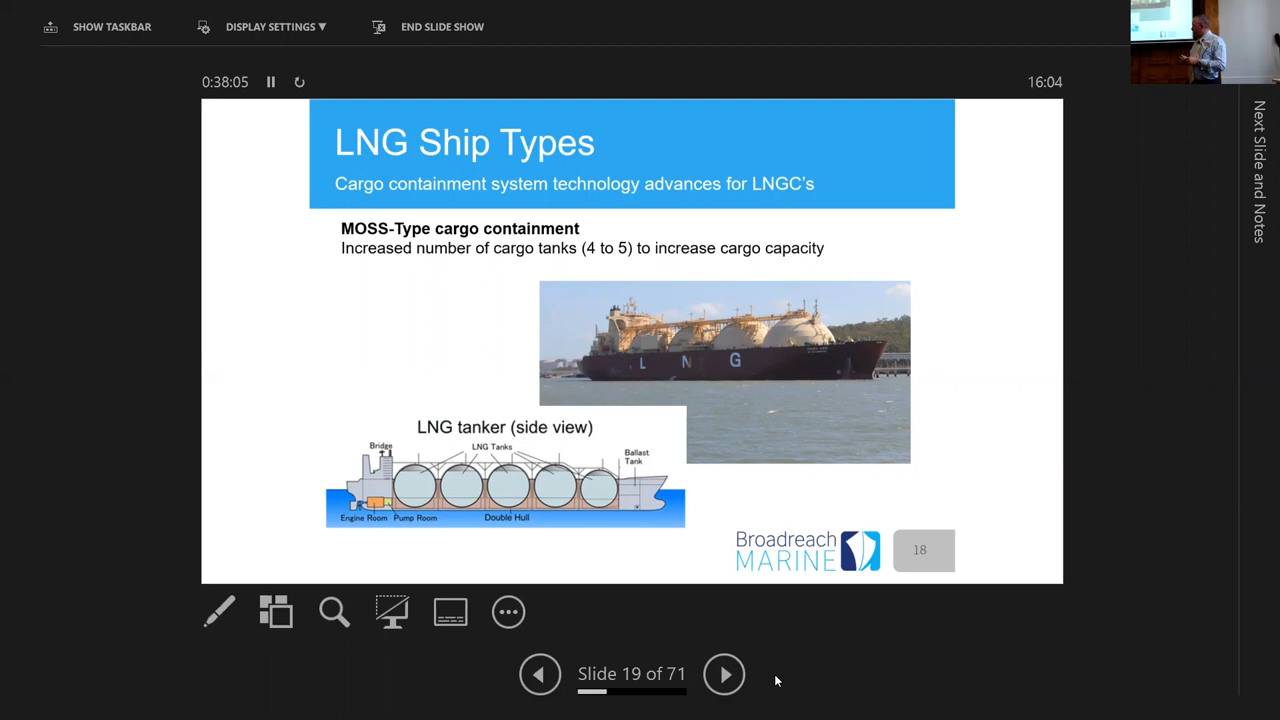 SHOW TASKBAR
DISPLAY SETTINGS ▼
END SLIDE SHOW
0:38:05
16:04
LNG Ship Types
Cargo containment system technology advances for LNGC's
MOSS-Type cargo containment
Increased number of cargo tanks (4 to 5) to increase cargo capacity
L N G
LNG tanker (side view)
Bridge
LNG Tanks
Ballast
Tank
Engine Room
Pump Room
Double Hull
Broadreach
MARINE
18
Slide 19 of 71
Next Slide and Notes